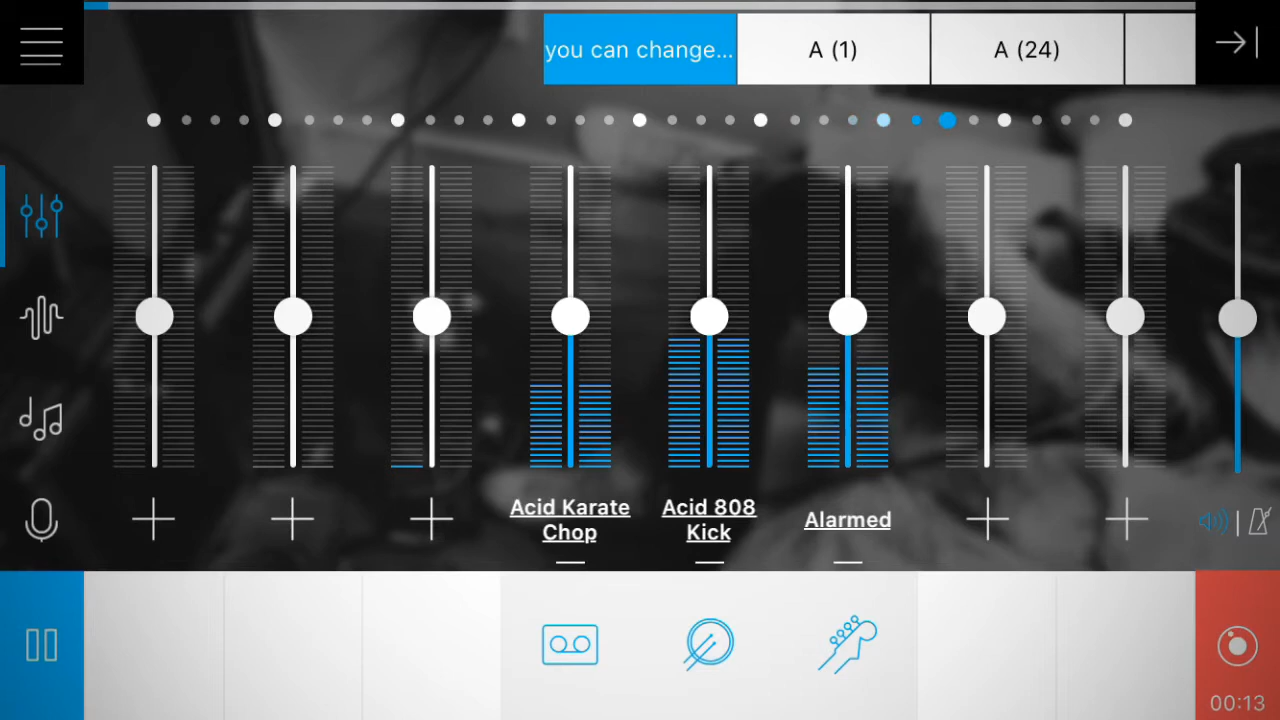 you can change...
A (1)
A (24)
Acid Karate
Chop
Acid 808
Kick
Alarmed
00:13